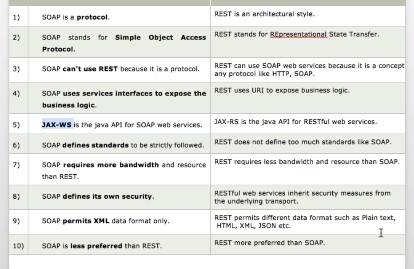 1) SOAP is a protocol. REST is an architectural style.
2) SOAP stands for Simple Object Access REST stands for REpresentational State Transfer.
Protocol.
3) SOAP can't use REST because it is a protocol. REST can use SOAP web services because it is a concept
any protocol like HTTP, SOAP.
4) SOAP uses services interfaces to expose the REST uses URI to expose business logic.
business logic.
5) JAX-WS is the java API for SOAP web services. JAX-RS is the java API for RESTful web services.
6) SOAP defines standards to be strictly followed. REST does not define too much standards like SOAP.
7) SOAP requires more bandwidth and resource REST requires less bandwidth and resource than SOAP.
than REST.
8) SOAP defines its own security. RESTful web services inherit security measures from
the underlying transport.
9) SOAP permits XML data format only. REST permits different data format such as Plain text,
HTML, XML, JSON etc.
10) SOAP is less preferred than REST. REST more preferred than SOAP.